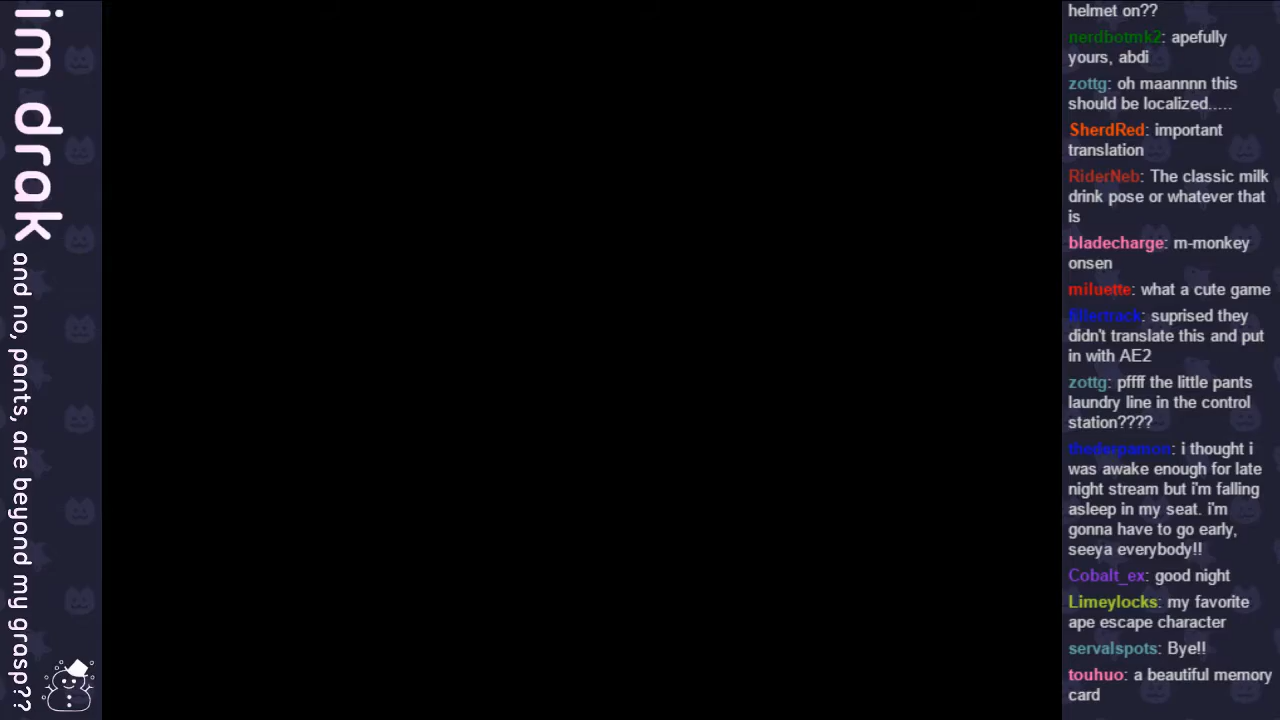 im drak
and no, pants, are beyond my grasp??
helmet on??
nerdbotmk2: apefully
yours, abdi
zottg: oh maannnn this
should be localized.....
SherdRed: important
translation
RiderNeb: The classic milk
drink pose or whatever that
is
bladecharge: m-monkey
onsen
miluette: what a cute game
fillertrack: suprised they
didn't translate this and put
in with AE2
zottg: pffff the little pants
laundry line in the control
station????
: i thought i
was awake enough for late
night stream but i'm falling
asleep in my seat. i'm
gonna have to go early,
seeya everybody!!
Cobalt_ex: good night
Limeylocks: my favorite
ape escape character
servalspots: Bye!!
touhuo: a beautiful memory
card